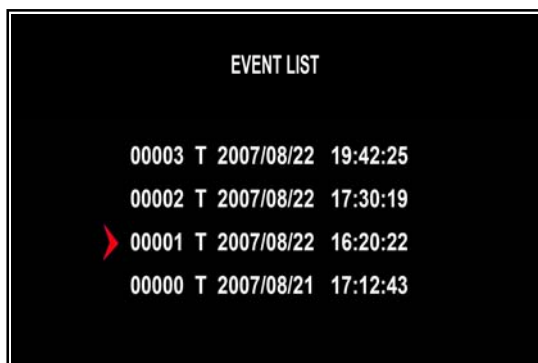 EVENT LIST
00003 T 2007/08/22 19:42:25
00002 T 2007/08/22 17:30:19
00001 T 2007/08/22 16:20:22
00000 T 2007/08/21 17:12:43